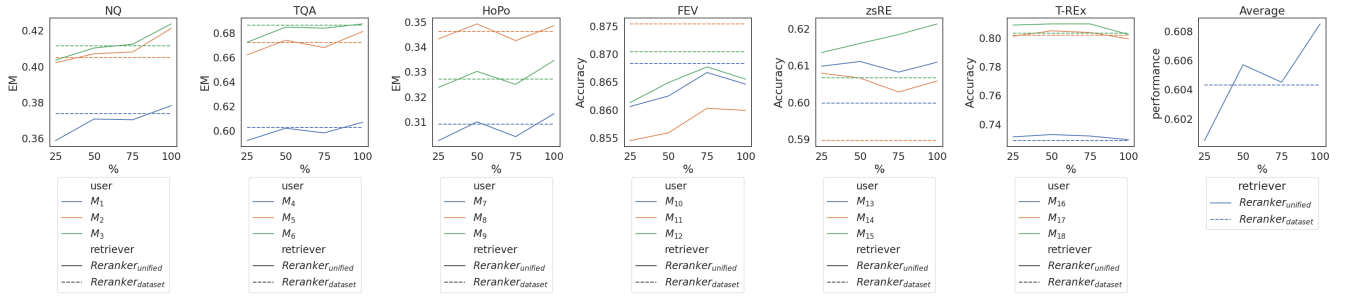 NQ
EM
0.42
0.40
0.38
0.36
25 50 75 100
%
user
M1
M2
M3
retriever
Rerankerunified
Rerankerdataset
TQA
EM
0.68
0.66
0.64
0.62
0.60
25 50 75 100
%
user
M4
M5
M6
retriever
Rerankerunified
Rerankerdataset
HoPo
EM
0.35
0.34
0.33
0.32
0.31
25 50 75 100
%
user
M7
M8
M9
retriever
Rerankerunified
Rerankerdataset
FEV
Accuracy
0.875
0.870
0.865
0.860
0.855
25 50 75 100
%
user
M10
M11
M12
retriever
Rerankerunified
Rerankerdataset
zsRE
Accuracy
0.62
0.61
0.60
0.59
25 50 75 100
%
user
M13
M14
M15
retriever
Rerankerunified
Rerankerdataset
T-REx
Accuracy
0.80
0.78
0.76
0.74
25 50 75 100
%
user
M16
M17
M18
retriever
Rerankerunified
Rerankerdataset
Average
performance
0.608
0.606
0.604
0.602
25 50 75 100
%
retriever
Rerankerunified
Rerankerdataset